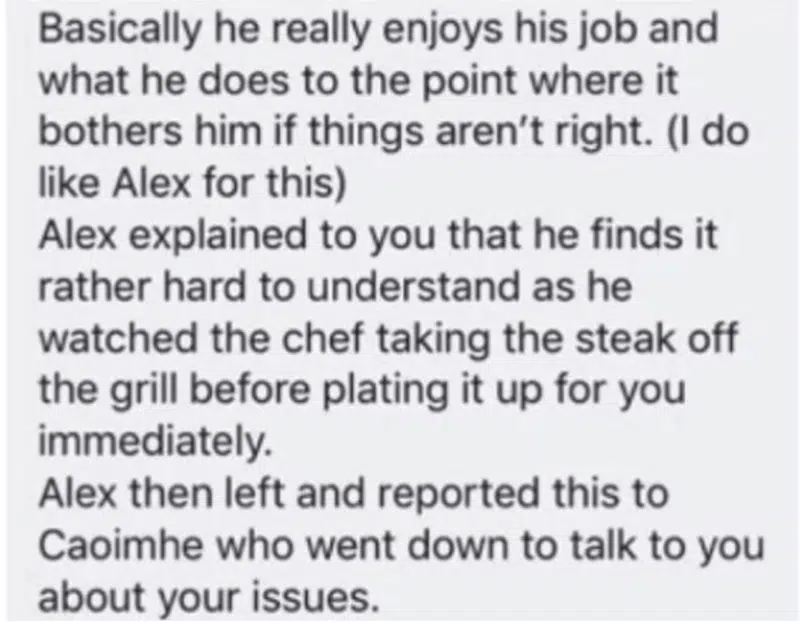 Basically he really enjoys his job and
what he does to the point where it
bothers him if things aren't right. (I do
like Alex for this)
Alex explained to you that he finds it
rather hard to understand as he
watched the chef taking the steak off
the grill before plating it up for you
immediately.
Alex then left and reported this to
Caoimhe who went down to talk to you
about your issues.